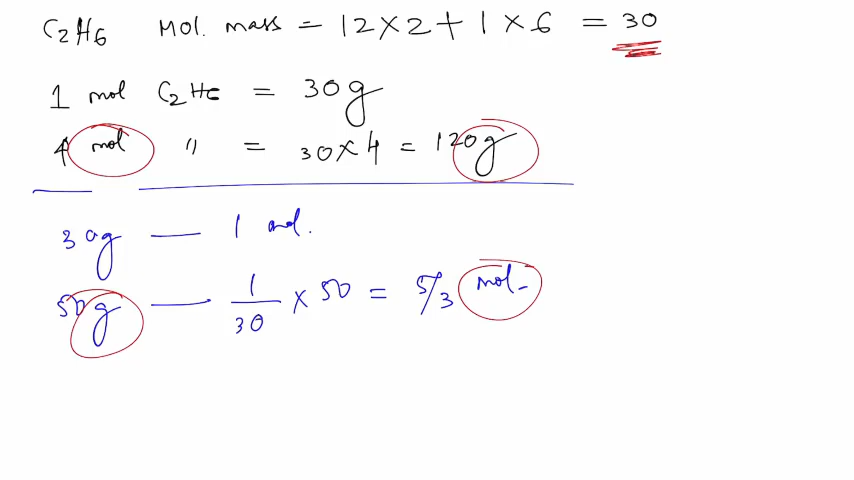 C2H6 Mol. mass = 12×2 + 1×6 = 30
1 mol C2H6 = 30g
4 mol " = 30×4 = 120g
30g — 1 mol.
50g — 1/30 × 50 = 5/3 mol-